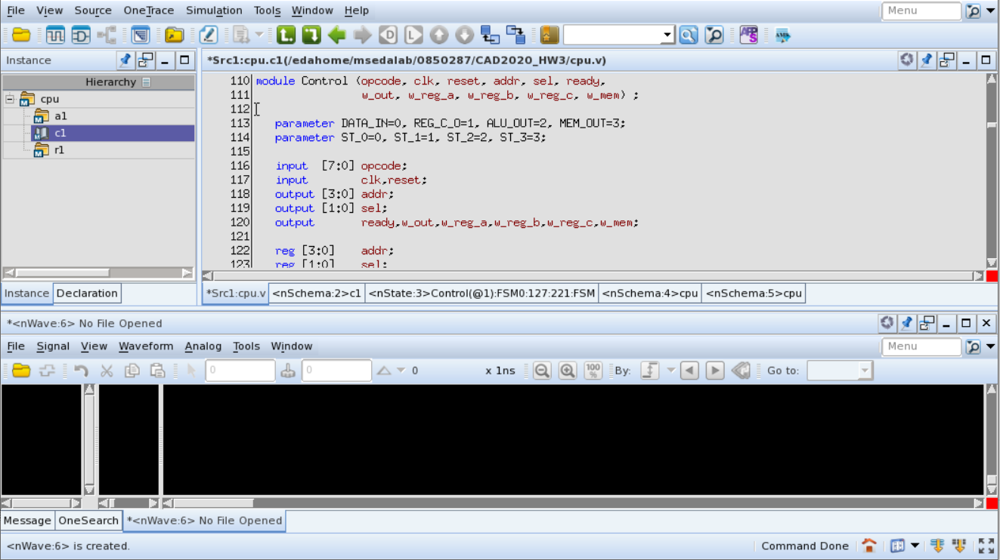 File View Source OneTrace Simulation Tools Window Help Menu
Instance
*Src1:cpu.c1(/edahome/msedalab/0850287/CAD2020_HW3/cpu.v)
Hierarchy
cpu
a1
c1
r1
110 module Control (opcode, clk, reset, addr, sel, ready,
111 w_out, w_reg_a, w_reg_b, w_reg_c, w_mem) ;
112
113 parameter DATA_IN=0, REG_C_O=1, ALU_OUT=2, MEM_OUT=3;
114 parameter ST_0=0, ST_1=1, ST_2=2, ST_3=3;
115
116 input [7:0] opcode;
117 input clk,reset;
118 output [3:0] addr;
119 output [1:0] sel;
120 output ready,w_out,w_reg_a,w_reg_b,w_reg_c,w_mem;
121
122 reg [3:0] addr;
123 reg [1:0] sel;
Instance Declaration
*Src1:cpu.v <nSchema:2>c1 <nState:3>Control(@1):FSM0:127:221:FSM <nSchema:4>cpu <nSchema:5>cpu
*<nWave:6> No File Opened
File Signal View Waveform Analog Tools Window Menu
0 0 0 x 1ns 100 % By: Go to:
Message OneSearch *<nWave:6> No File Opened
<nWave:6> is created. Command Done